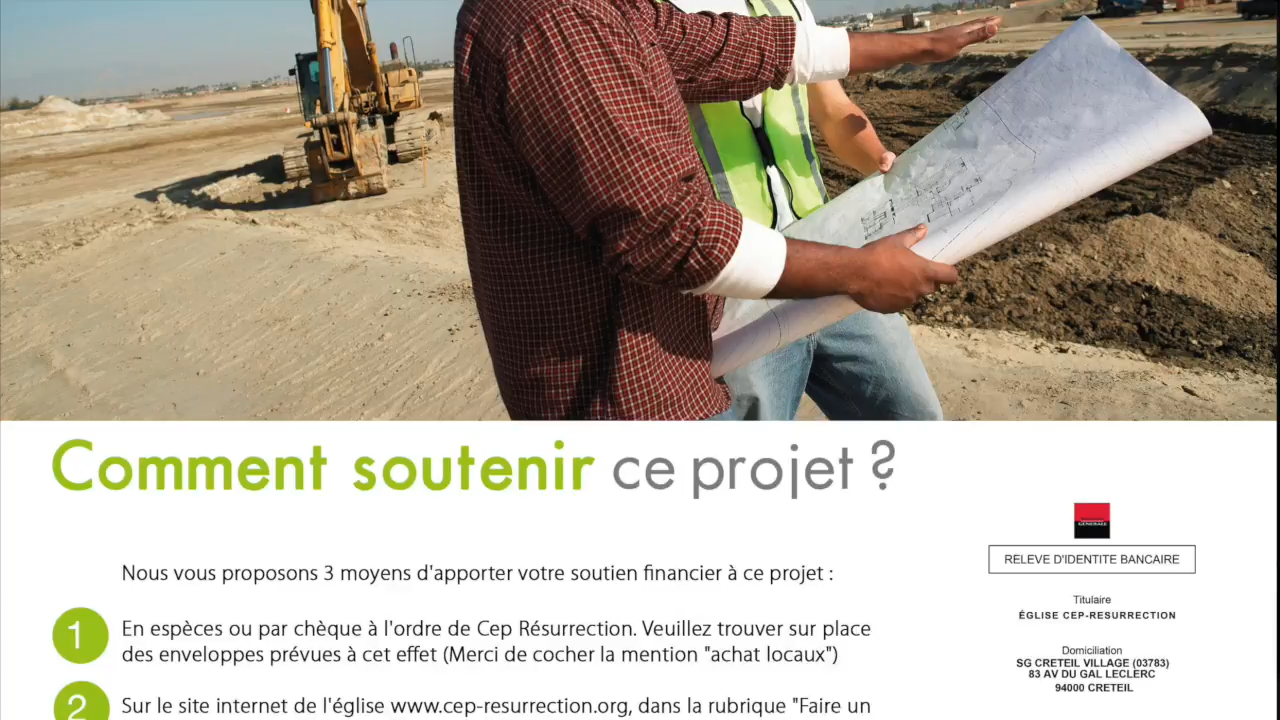 Comment soutenir ce projet ?
Nous vous proposons 3 moyens d'apporter votre soutien financier à ce projet :
1
En espèces ou par chèque à l'ordre de Cep Résurrection. Veuillez trouver sur place
des enveloppes prévues à cet effet (Merci de cocher la mention "achat locaux")
2
Sur le site internet de l'église www.cep-resurrection.org, dans la rubrique "Faire un
GENERALE
RELEVE D'IDENTITE BANCAIRE
Titulaire
ÉGLISE CEP-RESURRECTION
Domiciliation
SG CRETEIL VILLAGE (03783)
83 AV DU GAL LECLERC
94000 CRETEIL